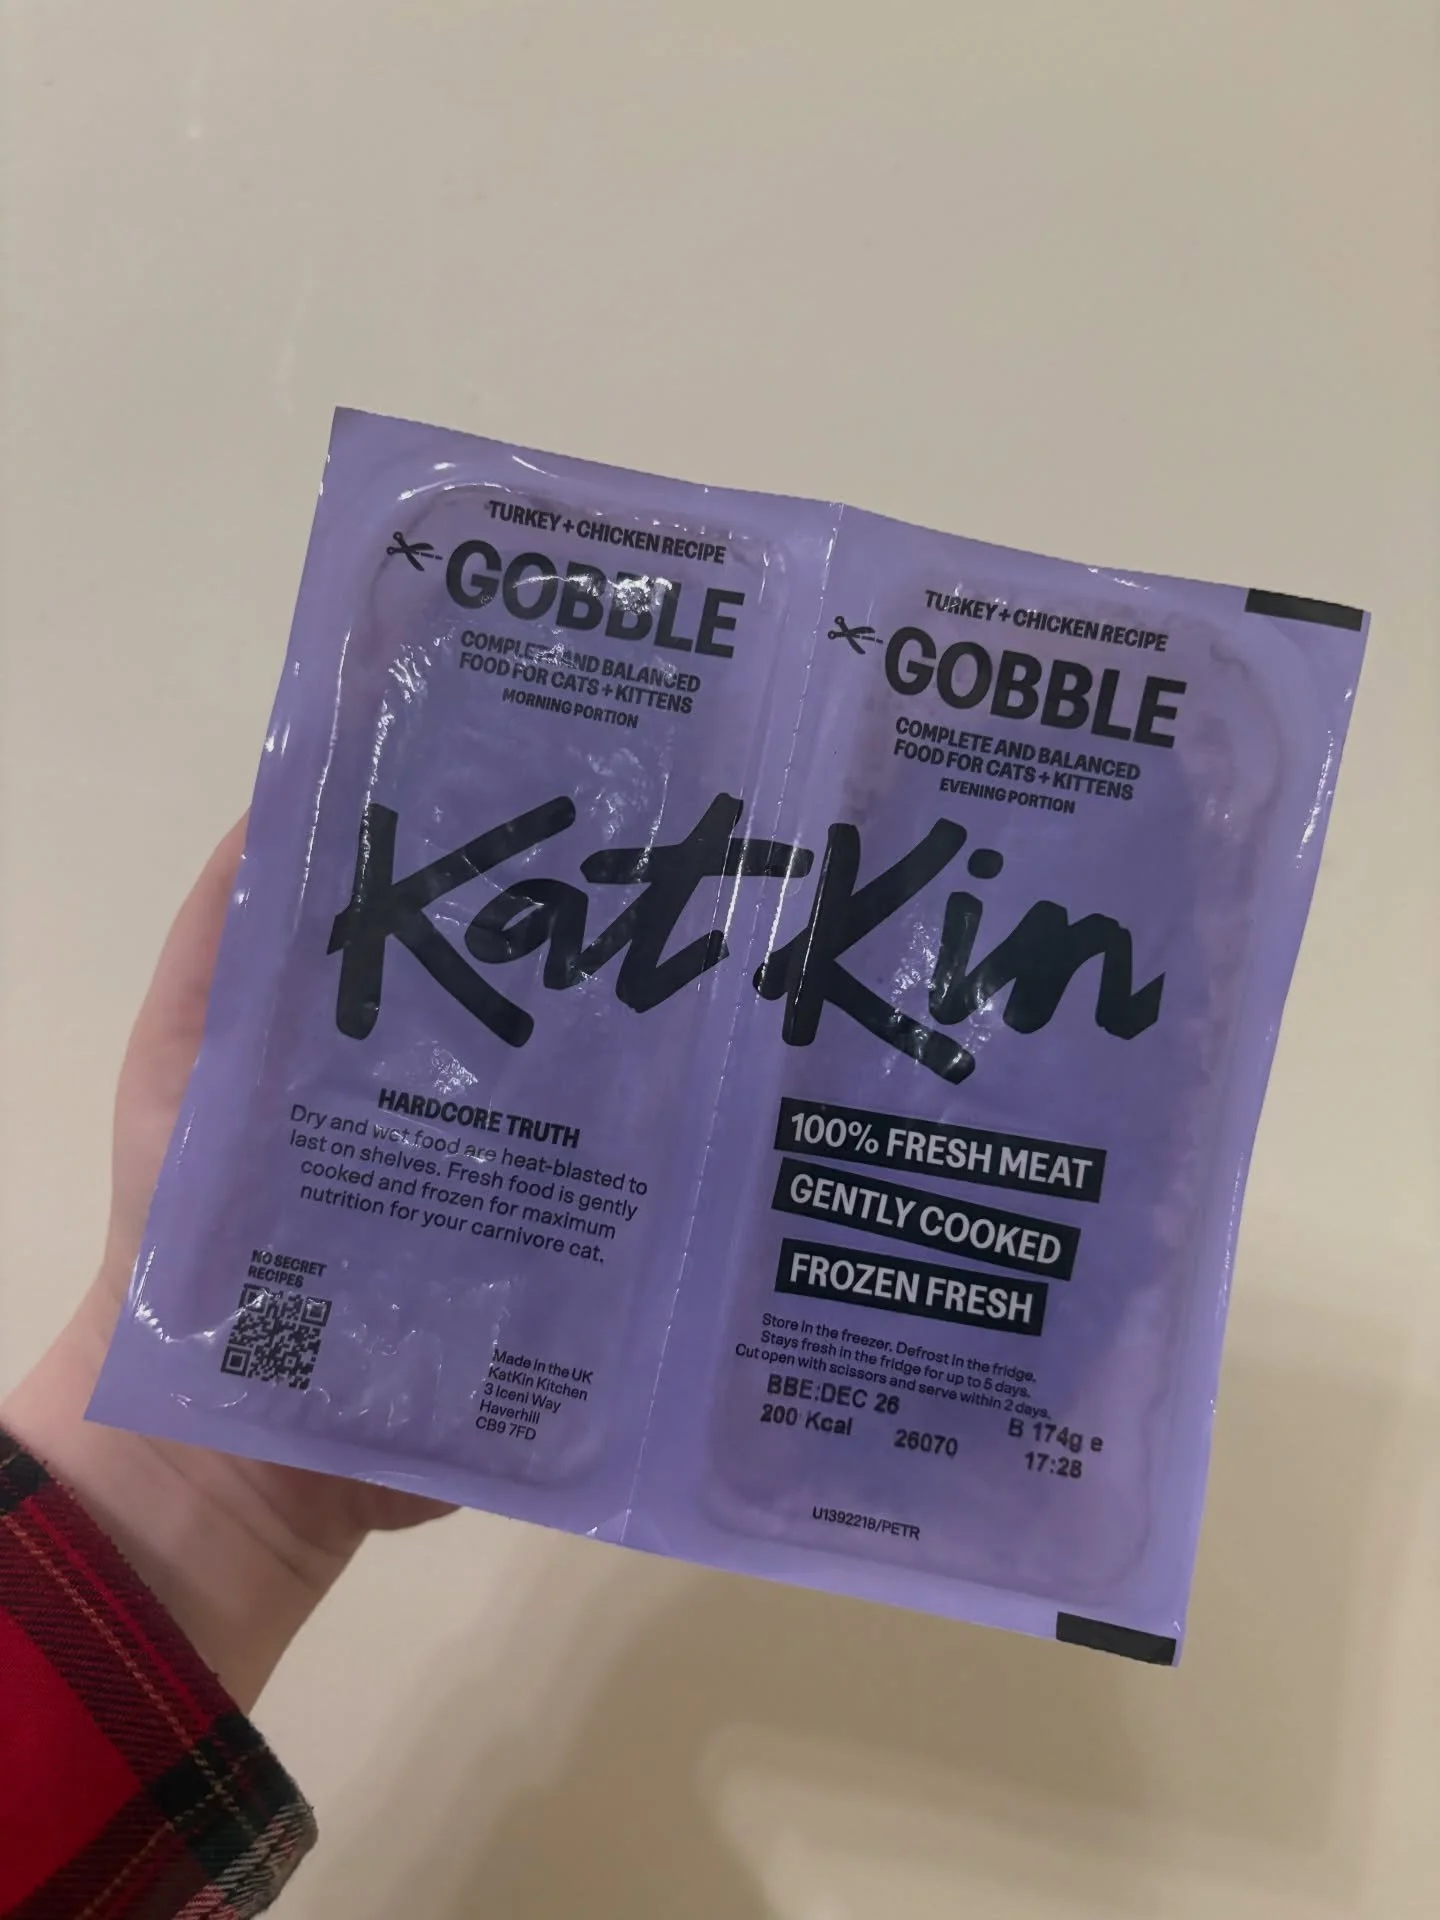 TURKEY + CHICKEN RECIPE
GOBBLE
COMPLETE AND BALANCED
FOOD FOR CATS + KITTENS
MORNING PORTION
TURKEY + CHICKEN RECIPE
GOBBLE
COMPLETE AND BALANCED
FOOD FOR CATS + KITTENS
EVENING PORTION
KatKin
HARDCORE TRUTH
Dry and wet food are heat-blasted to
last on shelves. Fresh food is gently
cooked and frozen for maximum
nutrition for your carnivore cat.
NO SECRET
RECIPES
Made in the UK
KatKin Kitchen
3 Iceni Way
Haverhill
CB9 7FD
100% FRESH MEAT
GENTLY COOKED
FROZEN FRESH
Store in the freezer. Defrost in the fridge.
Stays fresh in the fridge for up to 5 days.
Cut open with scissors and serve within 2 days.
BBE:DEC 26
B 174g e
200 Kcal 26070 17:28
U1392218/PETR